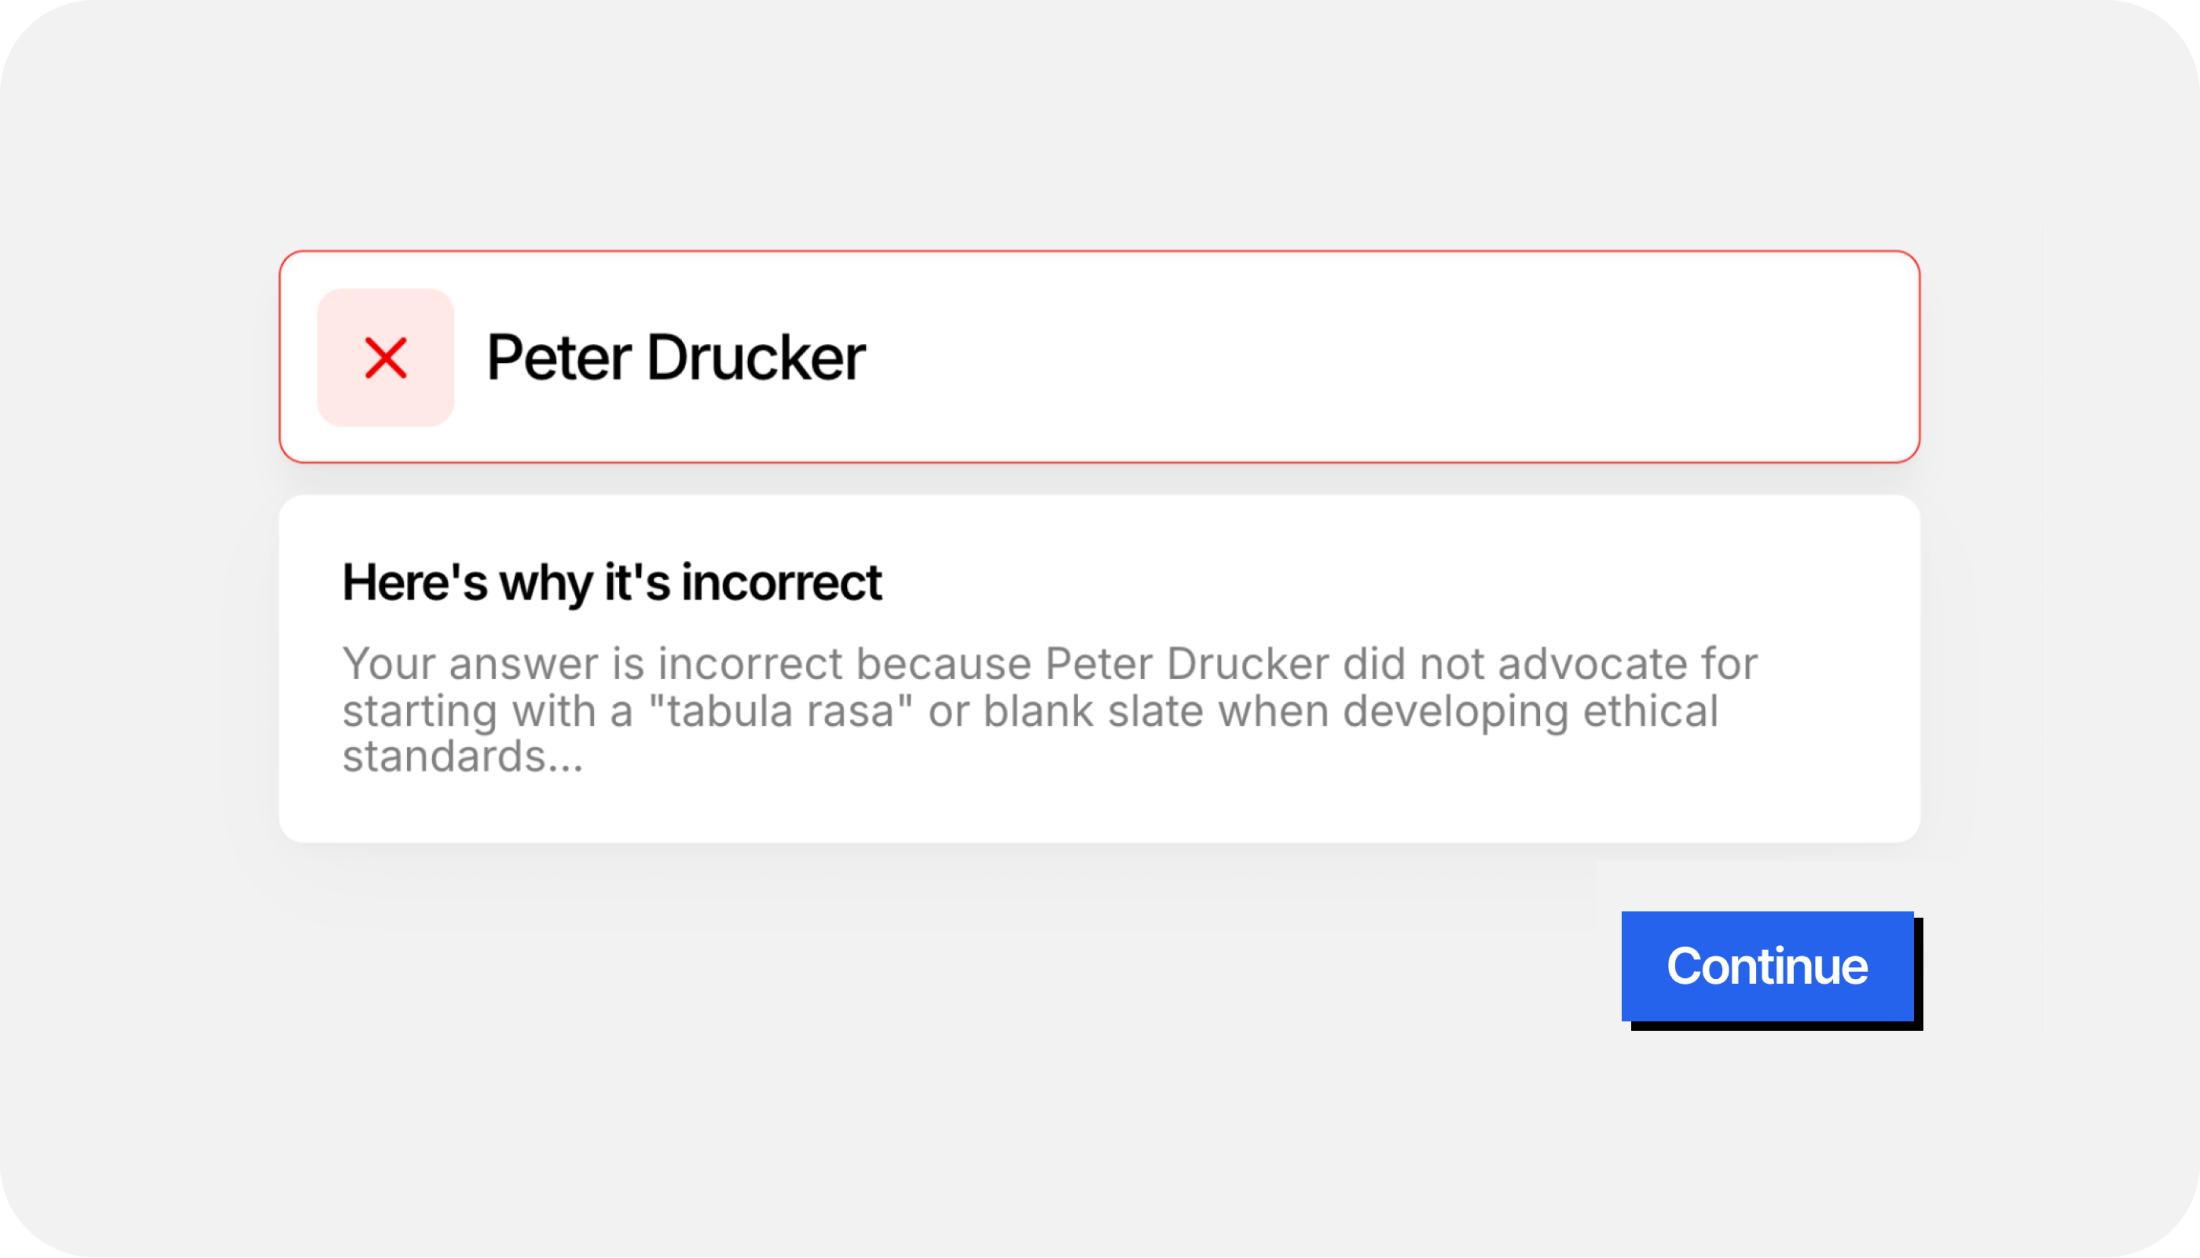 Peter Drucker
Here's why it's incorrect
Your answer is incorrect because Peter Drucker did not advocate for
starting with a "tabula rasa" or blank slate when developing ethical
standards...
Continue